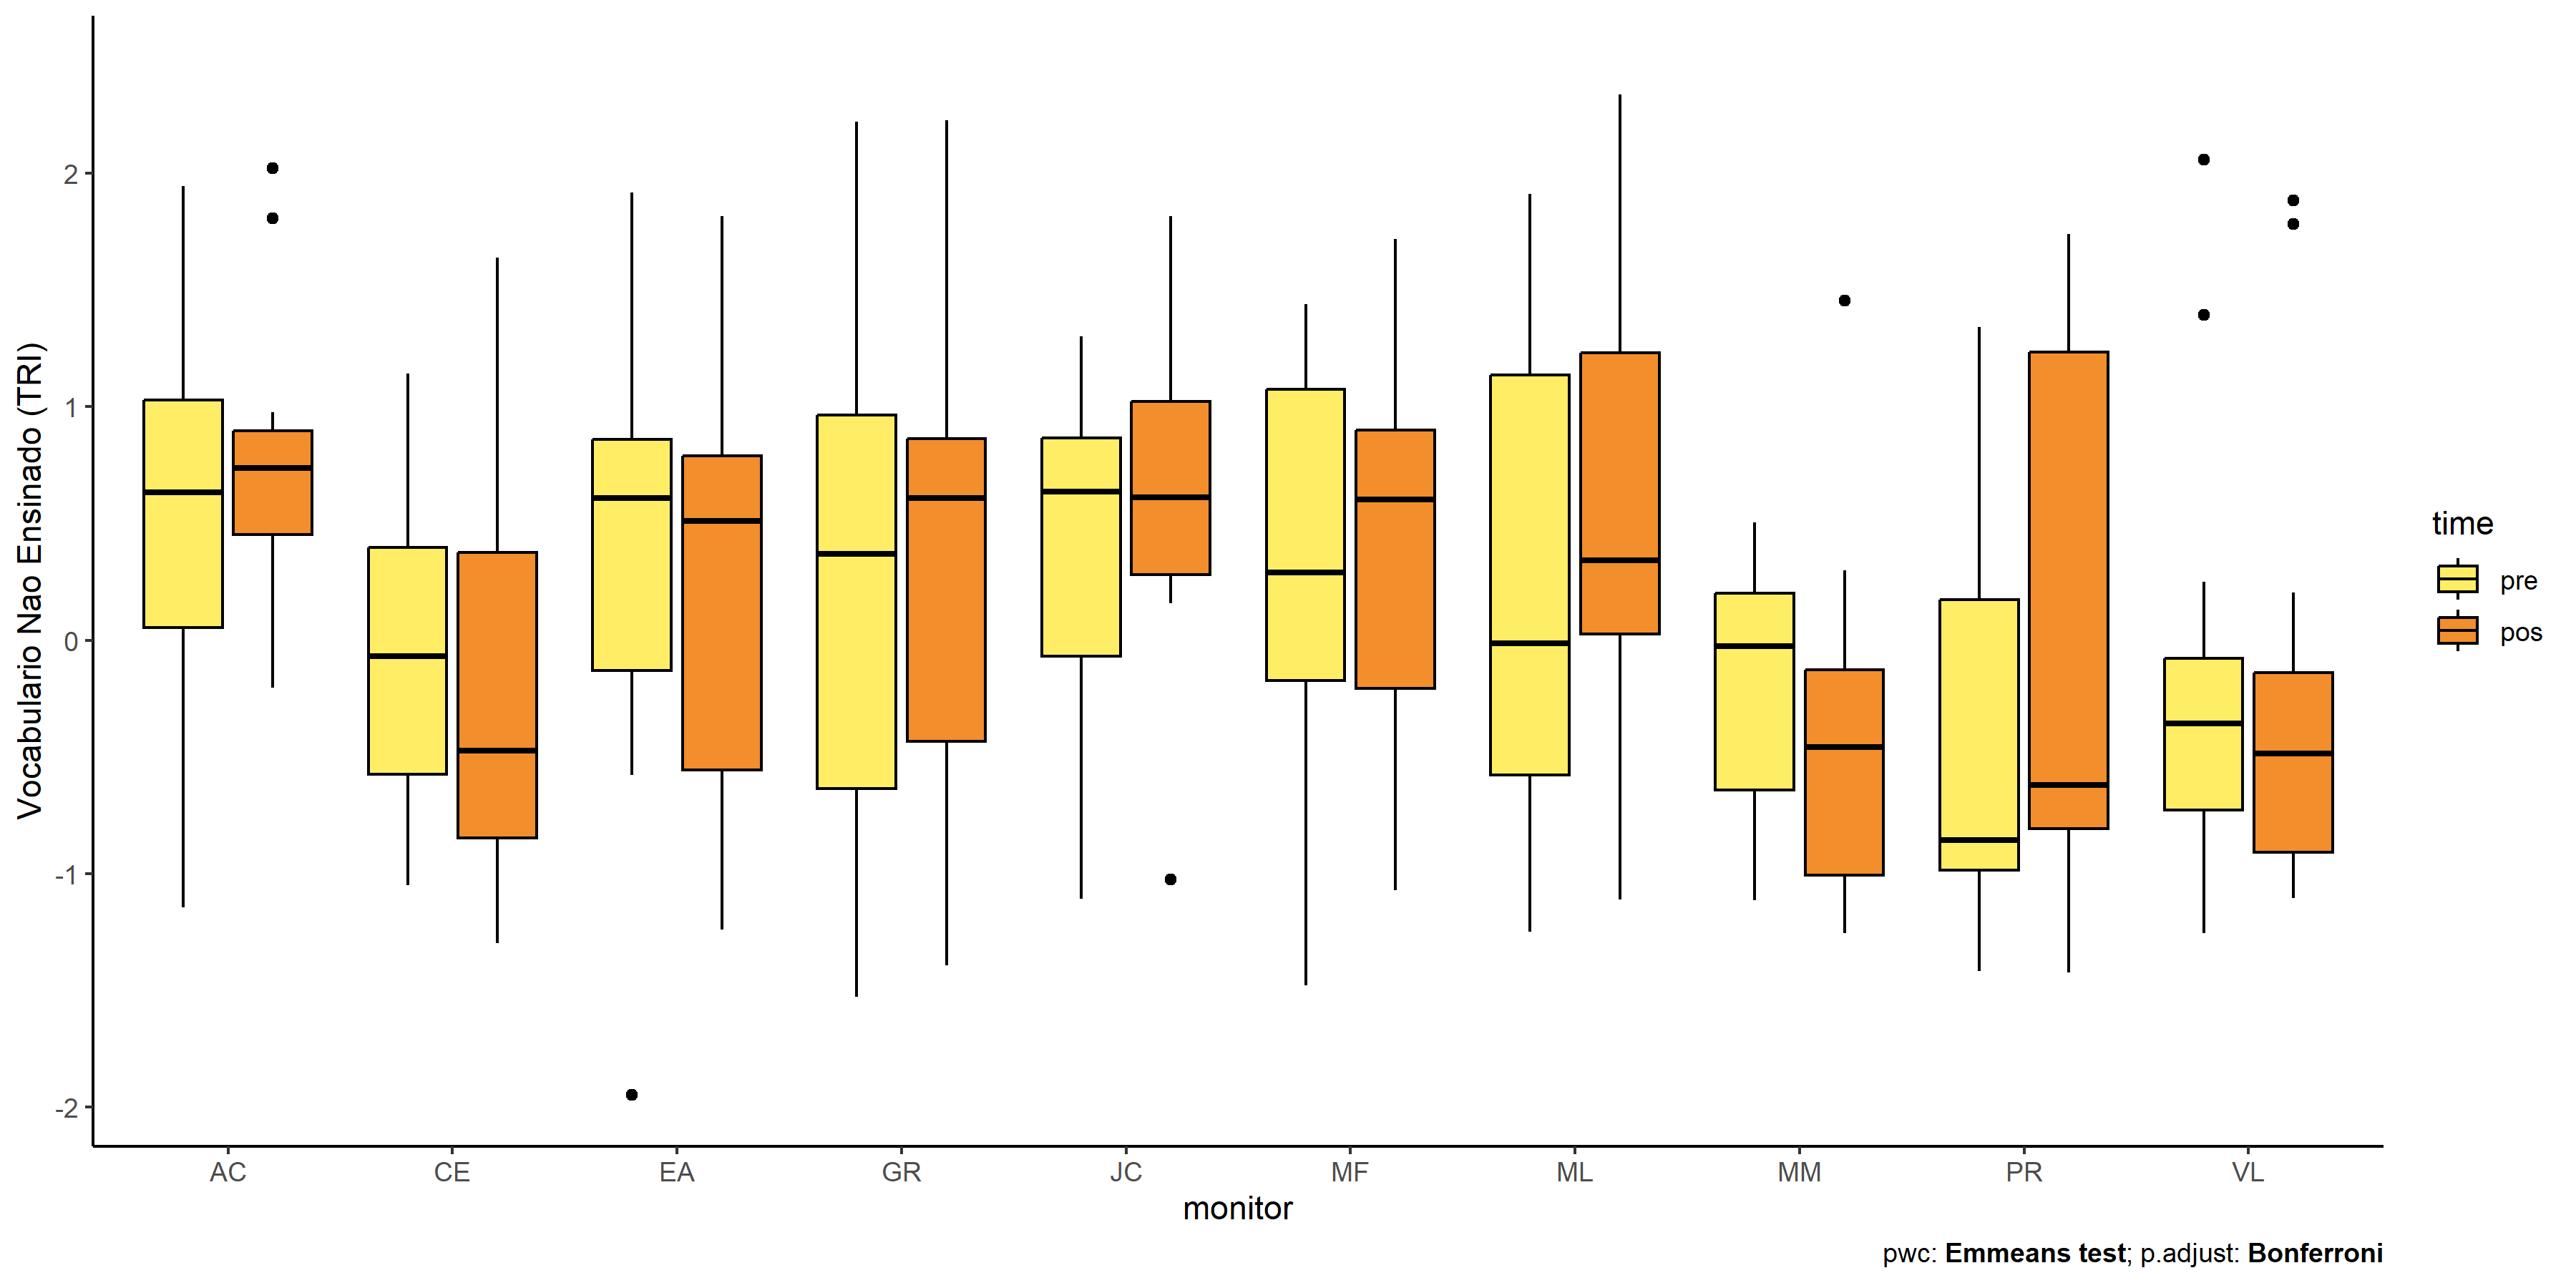 Vocabulario Nao Ensinado (TRI)
2
1
0
-1
-2
AC CE EA GR JC MF ML MM PR VL
monitor
time
pre
pos
pwc: Emmeans test; p.adjust: Bonferroni